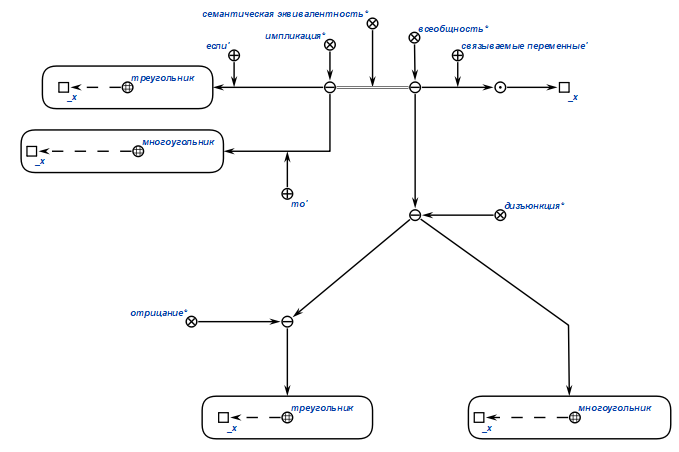 семантическая эквивалентность*
импликация*
всеобщность*
если'
связываемые переменные'
треугольник
_x
_x
многоугольник
_x
то'
дизъюнкция*
отрицание*
треугольник
_x
многоугольник
_x